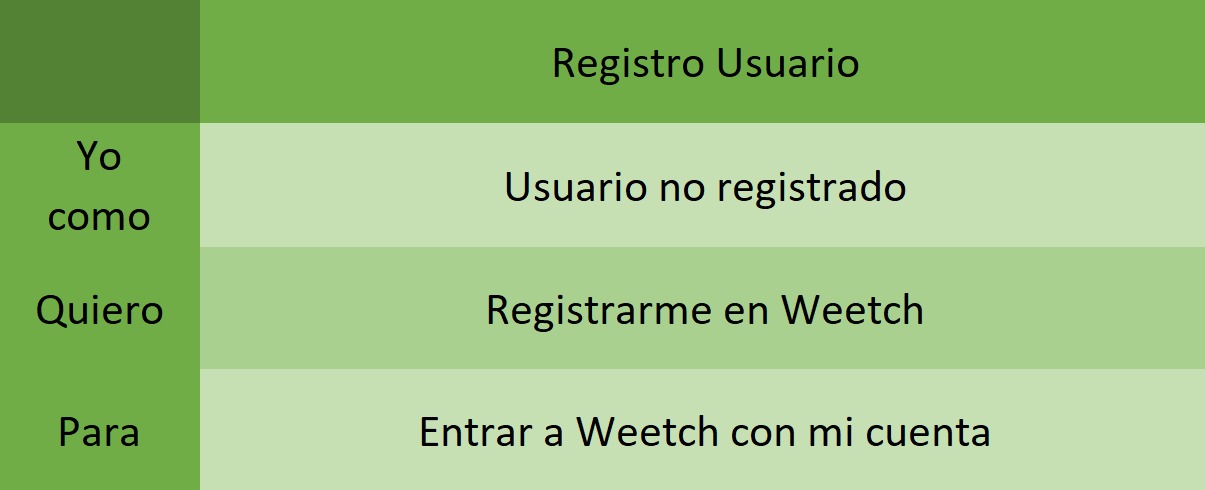 Registro Usuario
Yo
como
Usuario no registrado
Quiero
Registrarme en Weetch
Para
Entrar a Weetch con mi cuenta